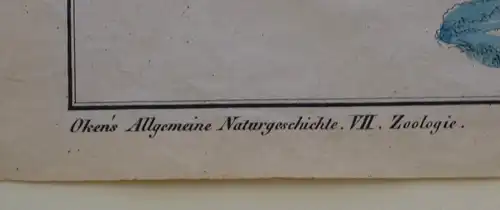 Oken's Allgemeine Naturgeschichte. VII. Zoologie.